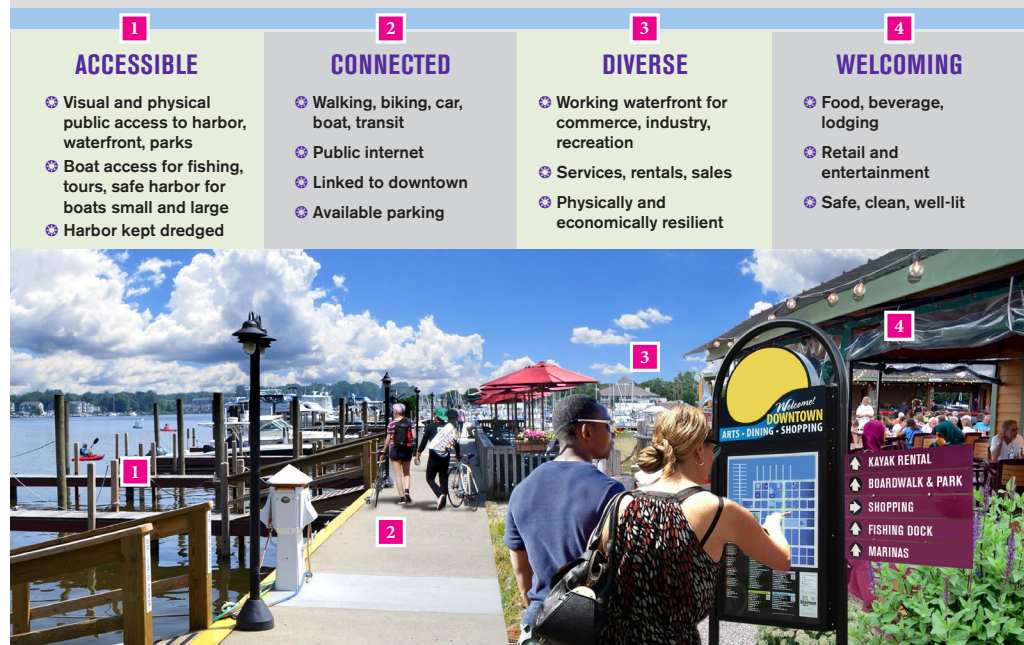 1
ACCESSIBLE
Visual and physical
public access to harbor,
waterfront, parks
Boat access for fishing,
tours, safe harbor for
boats small and large
Harbor kept dredged
2
CONNECTED
Walking, biking, car,
boat, transit
Public internet
Linked to downtown
Available parking
3
DIVERSE
Working waterfront for
commerce, industry,
recreation
Services, rentals, sales
Physically and
economically resilient
4
WELCOMING
Food, beverage,
lodging
Retail and
entertainment
Safe, clean, well-lit
1
2
3
4
Welcome!
DOWNTOWN
ARTS • DINING • SHOPPING
KAYAK RENTAL
BOARDWALK & PARK
SHOPPING
FISHING DOCK
MARINAS